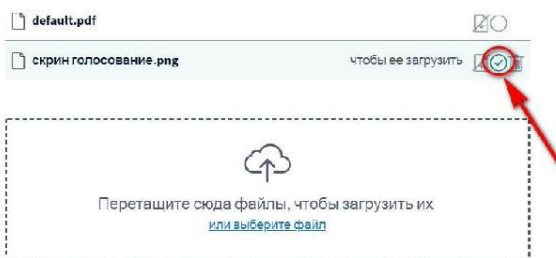 default.pdf
скрин голосование.png чтобы ее загрузить
Перетащите сюда файлы, чтобы загрузить их
или выберите файл